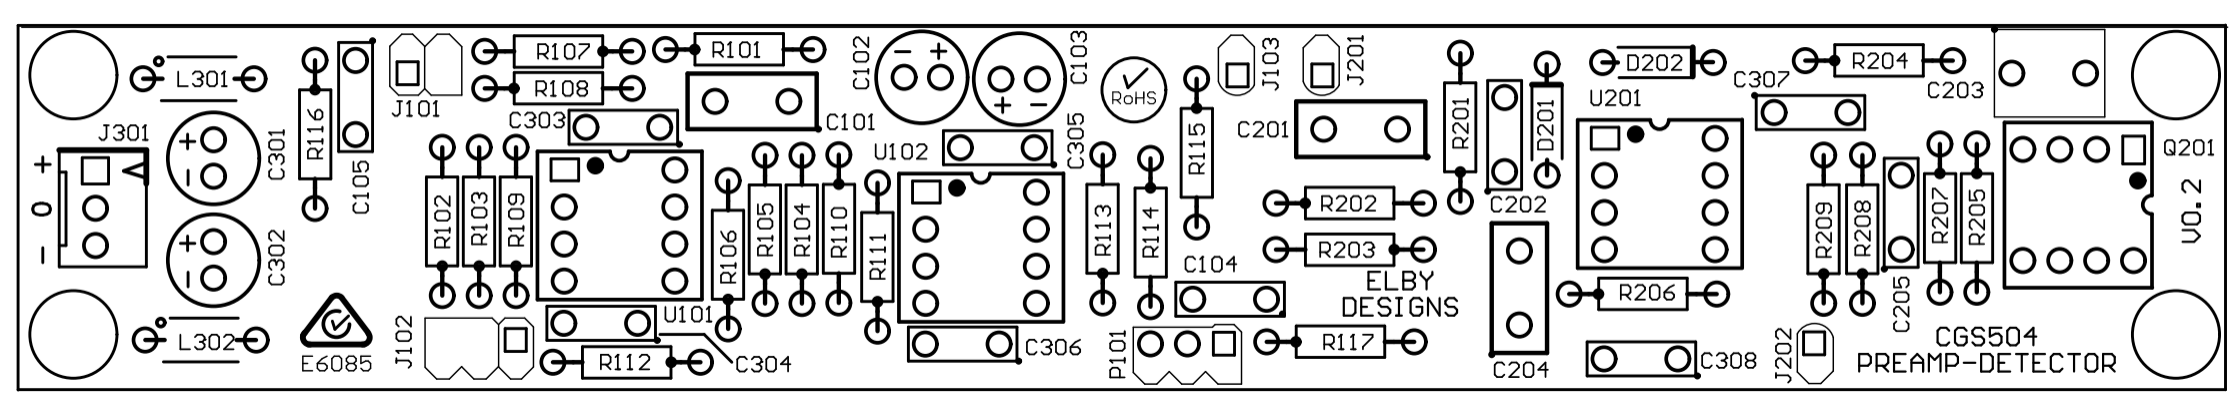 L301
R116
J101
R107
R108
R101
C102
- +
C103
+ -
RoHS
J103
J201
R201
D201
D202
U201
C307
R204
C203
J301
+
0
-
+
-
C301
C105
C303
C101
U102
C305
R115
C201
C202
Q201
V0.2
R102
R103
R109
R106
R105
R104
R110
R111
R113
R114
R202
R203
R209
R208
R207
R205
+
-
C302
C104
ELBY
DESIGNS
R206
C205
L302
E6085
J102
U101
R112
C304
C306
P101
R117
C204
C308
J202
CGS504
PREAMP-DETECTOR